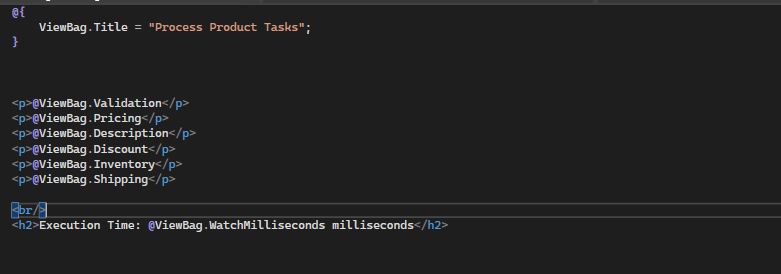 @{
    ViewBag.Title = "Process Product Tasks";
}
<p>@ViewBag.Validation</p>
<p>@ViewBag.Pricing</p>
<p>@ViewBag.Description</p>
<p>@ViewBag.Discount</p>
<p>@ViewBag.Inventory</p>
<p>@ViewBag.Shipping</p>
<br/>
<h2>Execution Time: @ViewBag.WatchMilliseconds milliseconds</h2>